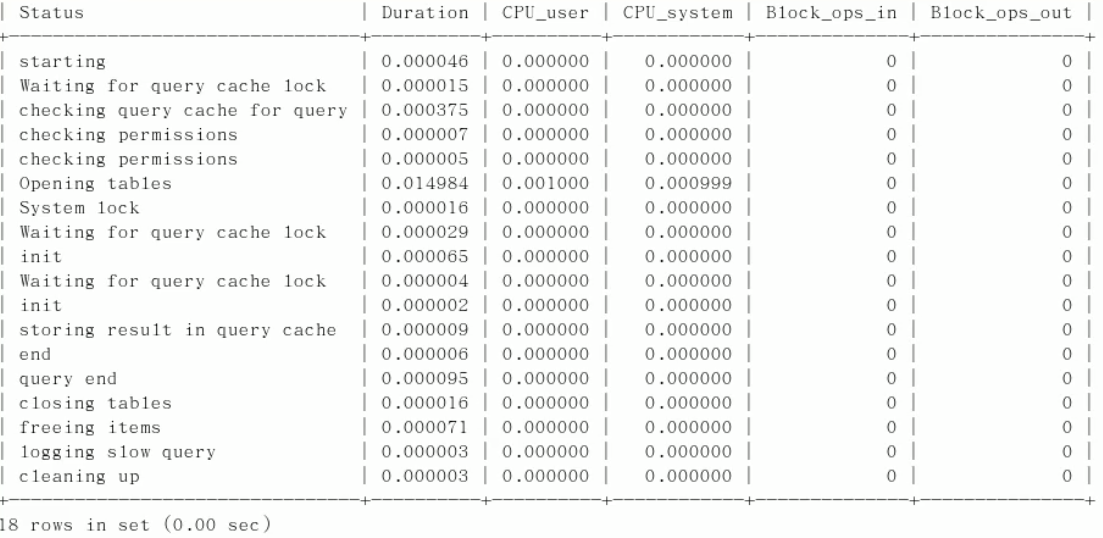 | Status | Duration | CPU_user | CPU_system | Block_ops_in | Block_ops_out |
| starting | 0.000046 | 0.000000 | 0.000000 | 0 | 0 |
| Waiting for query cache lock | 0.000015 | 0.000000 | 0.000000 | 0 | 0 |
| checking query cache for query | 0.000375 | 0.000000 | 0.000000 | 0 | 0 |
| checking permissions | 0.000007 | 0.000000 | 0.000000 | 0 | 0 |
| checking permissions | 0.000005 | 0.000000 | 0.000000 | 0 | 0 |
| Opening tables | 0.014984 | 0.001000 | 0.000999 | 0 | 0 |
| System lock | 0.000016 | 0.000000 | 0.000000 | 0 | 0 |
| Waiting for query cache lock | 0.000029 | 0.000000 | 0.000000 | 0 | 0 |
| init | 0.000065 | 0.000000 | 0.000000 | 0 | 0 |
| Waiting for query cache lock | 0.000004 | 0.000000 | 0.000000 | 0 | 0 |
| init | 0.000002 | 0.000000 | 0.000000 | 0 | 0 |
| storing result in query cache | 0.000009 | 0.000000 | 0.000000 | 0 | 0 |
| end | 0.000006 | 0.000000 | 0.000000 | 0 | 0 |
| query end | 0.000095 | 0.000000 | 0.000000 | 0 | 0 |
| closing tables | 0.000016 | 0.000000 | 0.000000 | 0 | 0 |
| freeing items | 0.000071 | 0.000000 | 0.000000 | 0 | 0 |
| logging slow query | 0.000003 | 0.000000 | 0.000000 | 0 | 0 |
| cleaning up | 0.000003 | 0.000000 | 0.000000 | 0 | 0 |
18 rows in set (0.00 sec)